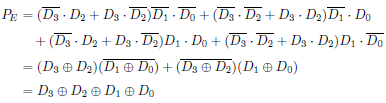 $P_E = (\overline{D_3} \cdot D_2 + D_3 \cdot \overline{D_2})\overline{D_1} \cdot \overline{D_0} + (\overline{D_3} \cdot \overline{D_2} + D_3 \cdot D_2)\overline{D_1} \cdot D_0$
$+ (\overline{D_3} \cdot D_2 + D_3 \cdot \overline{D_2})D_1 \cdot D_0 + (\overline{D_3} \cdot \overline{D_2} + D_3 \cdot D_2)D_1 \cdot \overline{D_0}$
$= (D_3 \oplus D_2)(\overline{D_1 \oplus D_0}) + (\overline{D_3 \oplus D_2})(D_1 \oplus D_0)$
$= D_3 \oplus D_2 \oplus D_1 \oplus D_0$